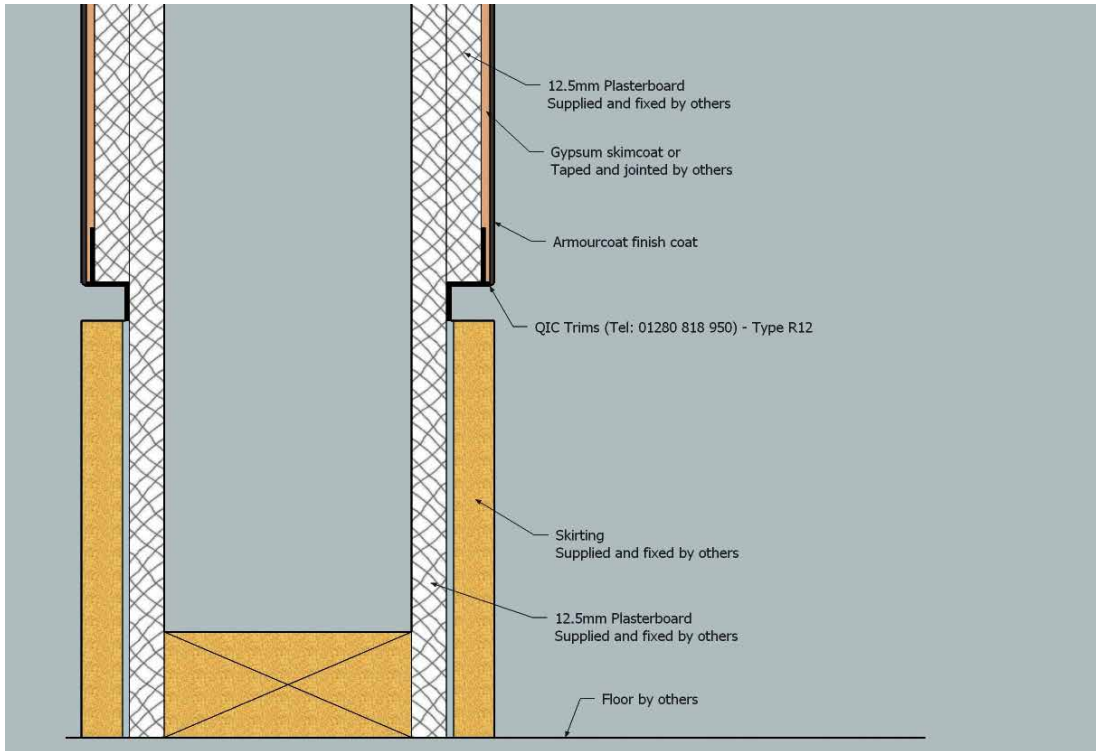 12.5mm Plasterboard
Supplied and fixed by others
Gypsum skimcoat or
Taped and jointed by others
Armourcoat finish coat
QIC Trims (Tel: 01280 818 950) - Type R12
Skirting
Supplied and fixed by others
12.5mm Plasterboard
Supplied and fixed by others
Floor by others